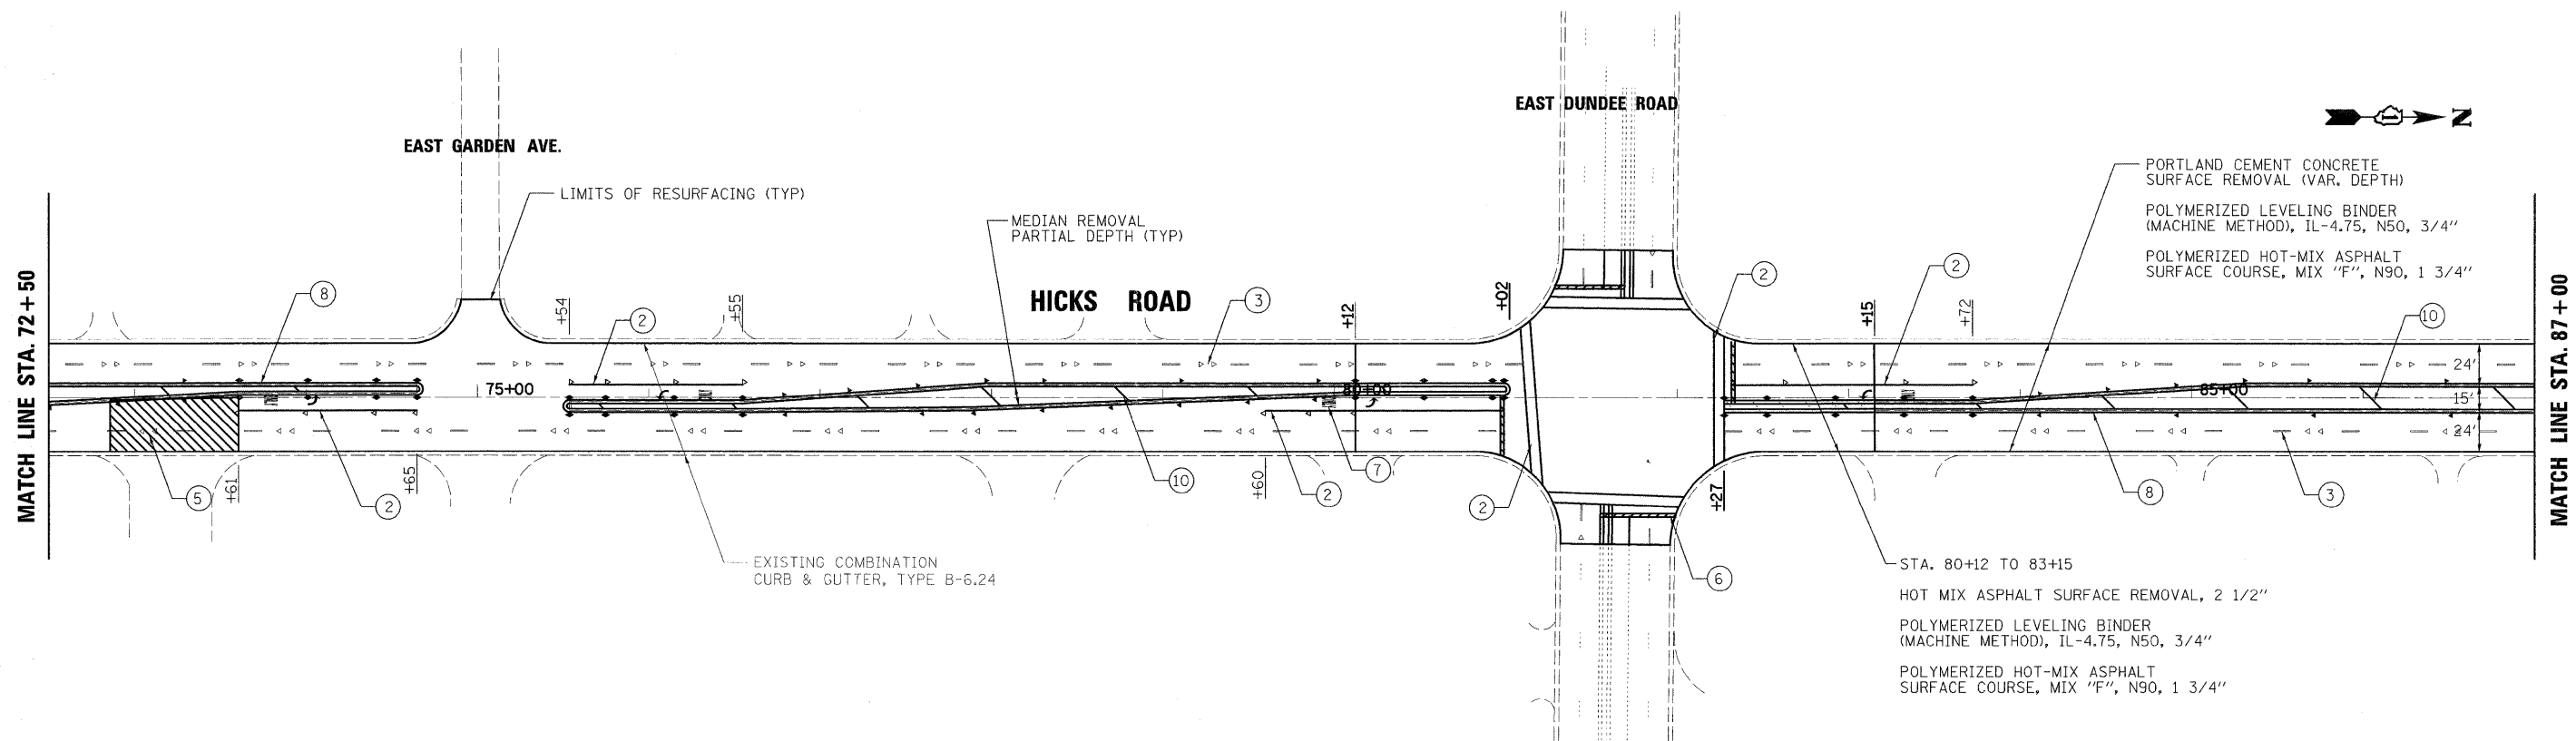 EAST DUNDEE ROAD
EAST GARDEN AVE.
N
LIMITS OF RESURFACING (TYP)
MEDIAN REMOVAL
PARTIAL DEPTH (TYP)
PORTLAND CEMENT CONCRETE
SURFACE REMOVAL (VAR. DEPTH)
POLYMERIZED LEVELING BINDER
(MACHINE METHOD), IL-4.75, N50, 3/4"
POLYMERIZED HOT-MIX ASPHALT
SURFACE COURSE, MIX "F", N90, 1 3/4"
MATCH LINE STA. 72+50
HICKS ROAD
MATCH LINE STA. 87+00
8
+54
2
+55
3
+12
+02
2
+15
2
+72
10
75+00
80+00
85+00
24'
15'
24'
5
+61
2
+65
10
+60
2
7
2
+27
8
3
6
EXISTING COMBINATION
CURB & GUTTER, TYPE B-6.24
STA. 80+12 TO 83+15
HOT MIX ASPHALT SURFACE REMOVAL, 2 1/2"
POLYMERIZED LEVELING BINDER
(MACHINE METHOD), IL-4.75, N50, 3/4"
POLYMERIZED HOT-MIX ASPHALT
SURFACE COURSE, MIX "F", N90, 1 3/4"